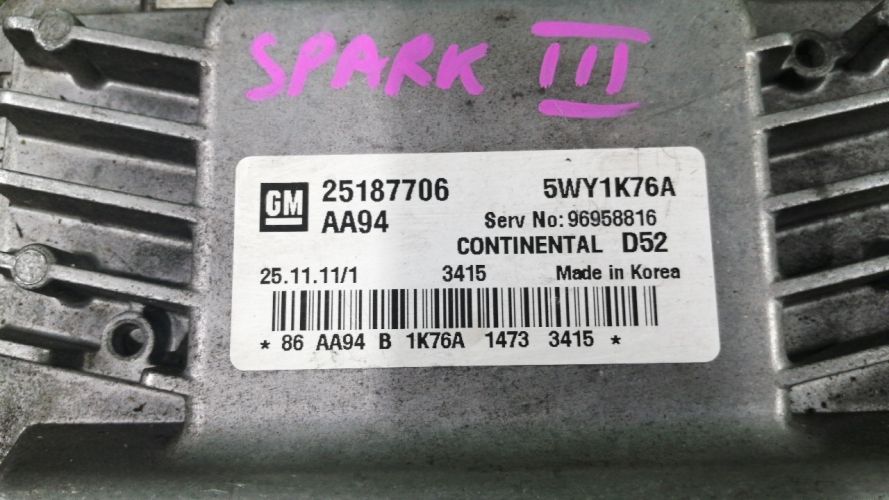 SPARK III
GM 25187706 5WY1K76A
AA94 Serv No: 96958816
CONTINENTAL D52
25.11.11/1 3415 Made in Korea
* 86 AA94 B 1K76A 1473 3415 *